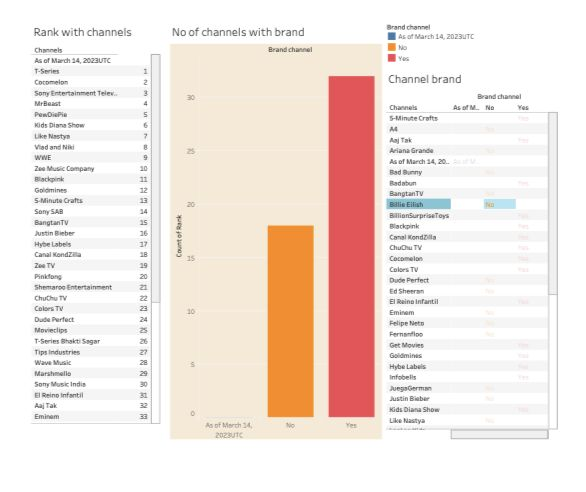 Rank with channels
Channels
As of March 14, 2023UTC
T-Series 1
Cocomelon 2
Sony Entertainment Telev.. 3
MrBeast 4
PewDiePie 5
Kids Diana Show 6
Like Nastya 7
Vlad and Niki 8
WWE 9
Zee Music Company 10
Blackpink 11
Goldmines 12
5-Minute Crafts 13
Sony SAB 14
BangtanTV 15
Justin Bieber 16
Hybe Labels 17
Canal KondZilla 18
Zee TV 19
Pinkfong 20
Shemaroo Entertainment 21
ChuChu TV 22
Colors TV 23
Dude Perfect 24
Movieclips 25
T-Series Bhakti Sagar 26
Tips Industries 27
Wave Music 28
Marshmello 29
Sony Music India 30
El Reino Infantil 31
Aaj Tak 32
Eminem 33
No of channels with brand
Brand channel
Count of Rank
30
25
20
15
10
5
0
As of March 14,
2023UTC
No
Yes
Brand channel
As of March 14, 2023UTC
No
Yes
Channel brand
Brand channel
Channels As of M.. No Yes
5-Minute Crafts Yes
A4 No
Aaj Tak Yes
Ariana Grande No
As of March 14, 20.. As of M..
Bad Bunny No
Badabun Yes
BangtanTV No
Billie Eilish No
BillionSurpriseToys Yes
Blackpink Yes
Canal KondZilla Yes
ChuChu TV Yes
Cocomelon Yes
Colors TV Yes
Dude Perfect No
Ed Sheeran No
El Reino Infantil Yes
Eminem No
Felipe Neto No
Fernanfloo No
Get Movies Yes
Goldmines Yes
Hybe Labels Yes
Infobells Yes
JuegaGerman No
Justin Bieber No
Kids Diana Show Yes
Like Nastya No